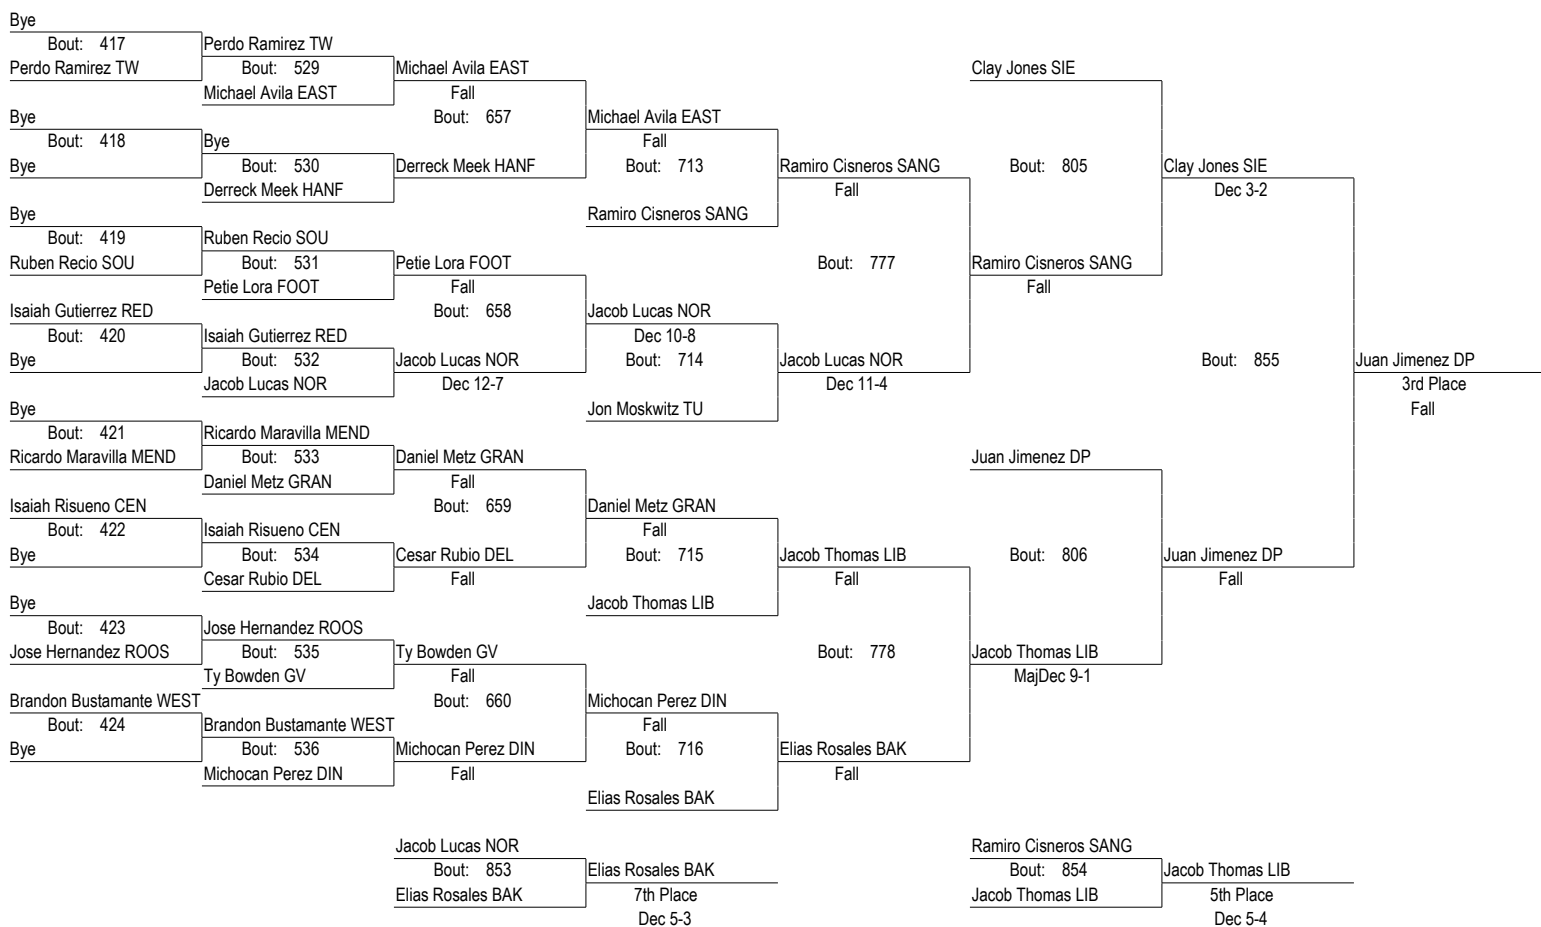 Bye
Bout: 417
Perdo Ramirez TW
Bye
Bout: 418
Bye
Bye
Bout: 419
Ruben Recio SOU
Isaiah Gutierrez RED
Bout: 420
Bye
Bye
Bout: 421
Ricardo Maravilla MEND
Isaiah Risueno CEN
Bout: 422
Bye
Bye
Bout: 423
Jose Hernandez ROOS
Brandon Bustamante WEST
Bout: 424
Bye
Perdo Ramirez TW
Bout: 529
Michael Avila EAST
Bye
Bout: 530
Derreck Meek HANF
Ruben Recio SOU
Bout: 531
Petie Lora FOOT
Isaiah Gutierrez RED
Bout: 532
Jacob Lucas NOR
Ricardo Maravilla MEND
Bout: 533
Daniel Metz GRAN
Isaiah Risueno CEN
Bout: 534
Cesar Rubio DEL
Jose Hernandez ROOS
Bout: 535
Ty Bowden GV
Brandon Bustamante WEST
Bout: 536
Michocan Perez DIN
Michael Avila EAST
Fall
Bout: 657
Derreck Meek HANF
Petie Lora FOOT
Fall
Bout: 658
Jacob Lucas NOR
Dec 12-7
Daniel Metz GRAN
Fall
Bout: 659
Cesar Rubio DEL
Fall
Ty Bowden GV
Fall
Bout: 660
Michocan Perez DIN
Fall
Michael Avila EAST
Fall
Bout: 713
Ramiro Cisneros SANG
Jacob Lucas NOR
Dec 10-8
Bout: 714
Jon Moskwitz TU
Daniel Metz GRAN
Fall
Bout: 715
Jacob Thomas LIB
Michocan Perez DIN
Fall
Bout: 716
Elias Rosales BAK
Ramiro Cisneros SANG
Fall
Bout: 777
Jacob Lucas NOR
Dec 11-4
Jacob Thomas LIB
Fall
Bout: 778
Elias Rosales BAK
Fall
Clay Jones SIE
Bout: 805
Ramiro Cisneros SANG
Fall
Juan Jimenez DP
Bout: 806
Jacob Thomas LIB
MajDec 9-1
Clay Jones SIE
Dec 3-2
Bout: 855
Juan Jimenez DP
Fall
Juan Jimenez DP
3rd Place
Fall
Jacob Lucas NOR
Bout: 853
Elias Rosales BAK
Elias Rosales BAK
7th Place
Dec 5-3
Ramiro Cisneros SANG
Bout: 854
Jacob Thomas LIB
Jacob Thomas LIB
5th Place
Dec 5-4